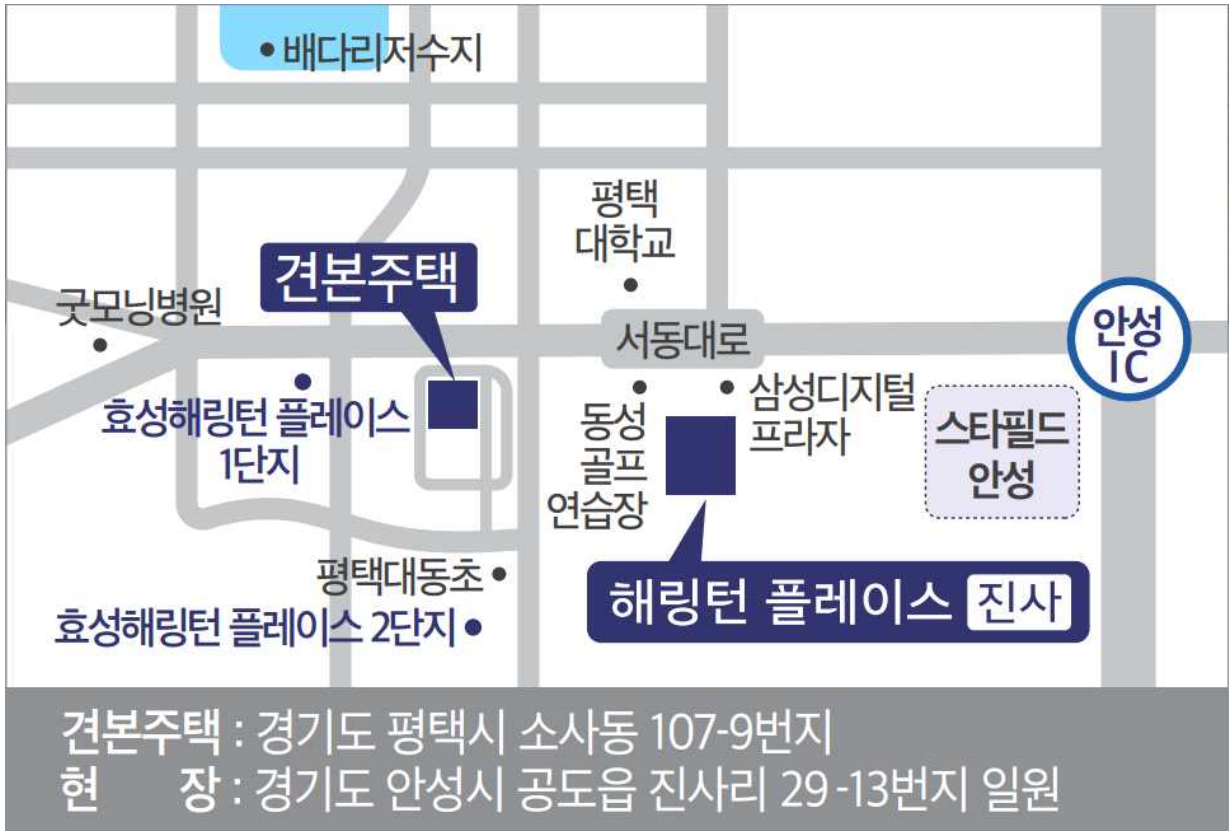 배다리저수지
평택
대학교
견본주택
굿모닝병원
서동대로
안성
IC
효성해링턴 플레이스
1단지
동성
골프
연습장
삼성디지털
프라자
스타필드
안성
평택대동초
효성해링턴 플레이스 2단지
해링턴 플레이스 진사
견본주택 : 경기도 평택시 소사동 107-9번지
현 장 : 경기도 안성시 공도읍 진사리 29-13번지 일원